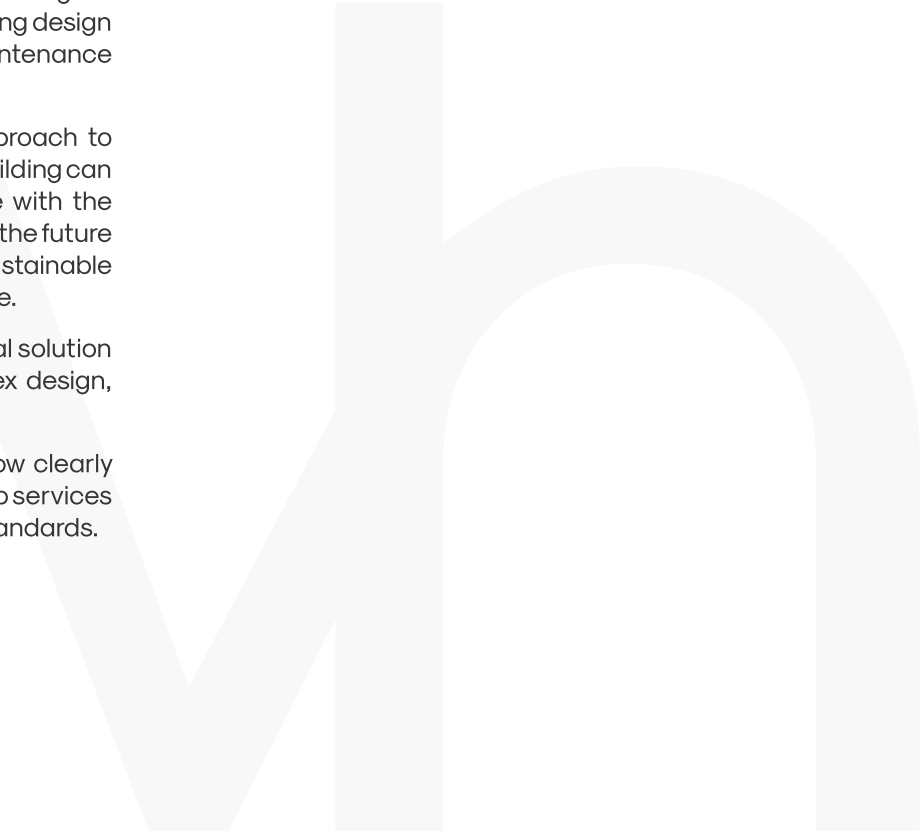 ng design
ntenance
proach to
ilding can
e with the
the future
stainable
e.
al solution
ex design,
ow clearly
p services
andards.